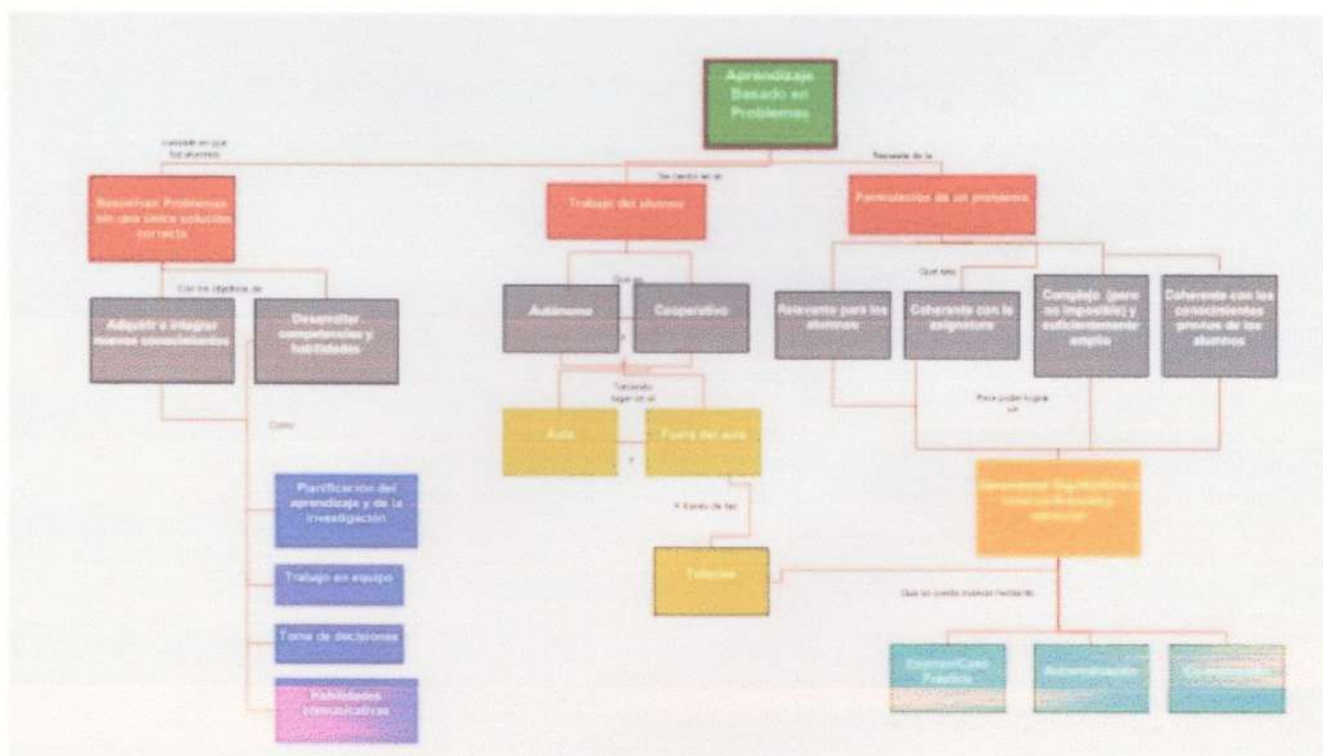 Aprendizaje
Basado en
Problemas
consiste en que
los alumnos
Se centra en el
Requiere de la
Resuelvan Problemas
sin una única solución
correcta
Trabajo del alumno
Formulación de un problema
Con los objetivos de
Que es
Que sea
Adquirir e integrar
nuevos conocimientos
Desarrollar
competencias y
habilidades
Autónomo
Cooperativo
Relevante para los
alumnos
Coherente con la
asignatura
Complejo (pero
no imposible) y
suficientemente
amplio
Coherente con los
conocimientos
previos de los
alumnos
Y
Teniendo
lugar en el
Para poder lograr
un
Como
Aula
Y
Fuera del aula
Planificación del
aprendizaje y de la
investigación
A través de las
Trabajo en equipo
Tutorías
Que se puede evaluar mediante
Toma de decisiones
Examen/Caso
Práctico
Autoevaluación
Habilidades
comunicativas